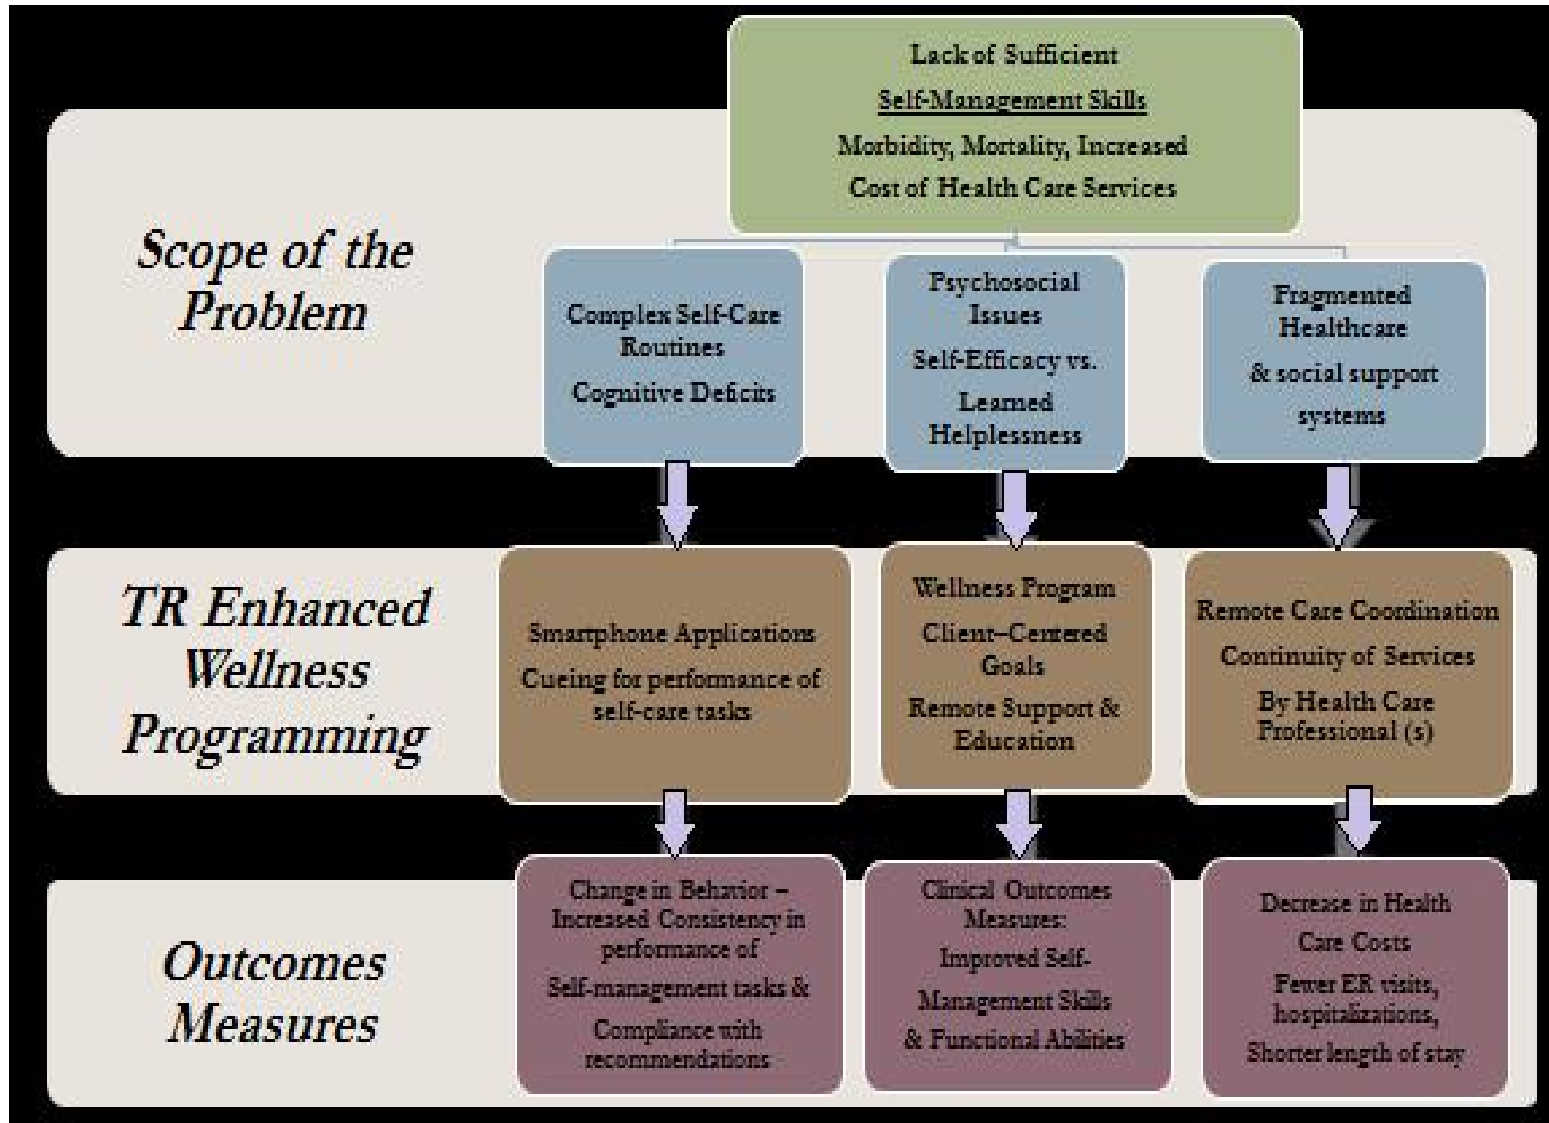 Lack of Sufficient
Self-Management Skills
Morbidity, Mortality, Increased
Cost of Health Care Services
Scope of the
Problem
Complex Self-Care
Routines
Cognitive Deficits
Psychosocial
Issues
Self-Efficacy vs.
Learned
Helplessness
Fragmented
Healthcare
& social support
systems
TR Enhanced
Wellness
Programming
Smartphone Applications
Cueing for performance of
self-care tasks
Wellness Program
Client–Centered
Goals
Remote Support &
Education
Remote Care Coordination
Continuity of Services
By Health Care
Professional (s)
Outcomes
Measures
Change in Behavior –
Increased Consistency in
performance of
Self-management tasks &
Compliance with
recommendations
Clinical Outcomes
Measures:
Improved Self-
Management Skills
& Functional Abilities
Decrease in Health
Care Costs
Fewer ER visits,
hospitalizations,
Shorter length of stay